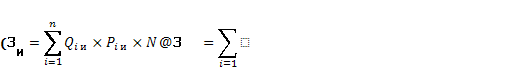 (З_и = ∑_{i=1}^{n} Q_{i и} × P_{i и} × N @З = ∑_{i=1} □